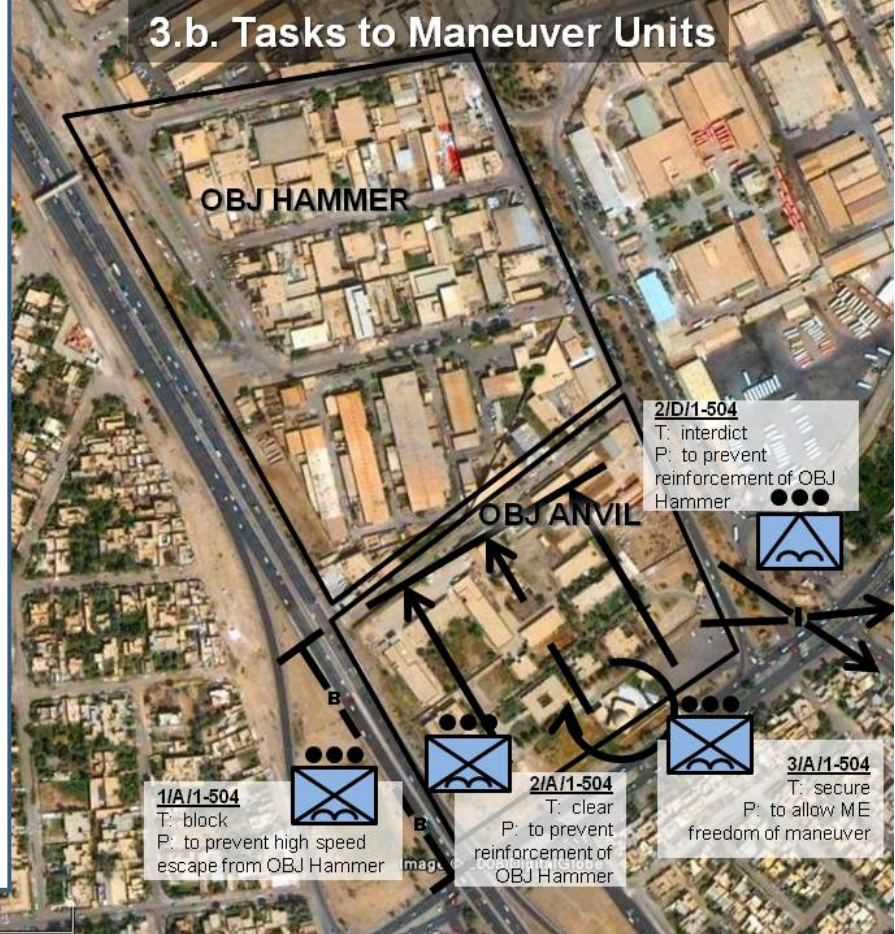 3.b. Tasks to Maneuver Units
OBJ HAMMER
2/D/1-504
T: interdict
P: to prevent
reinforcement of OBJ
Hammer
OBJ ANVIL
I
B
B
1/A/1-504
T: block
P: to prevent high speed
escape from OBJ Hammer
2/A/1-504
T: clear
P: to prevent
reinforcement of
OBJ Hammer
3/A/1-504
T: secure
P: to allow ME
freedom of maneuver
Image © 2008 DigitalGlobe